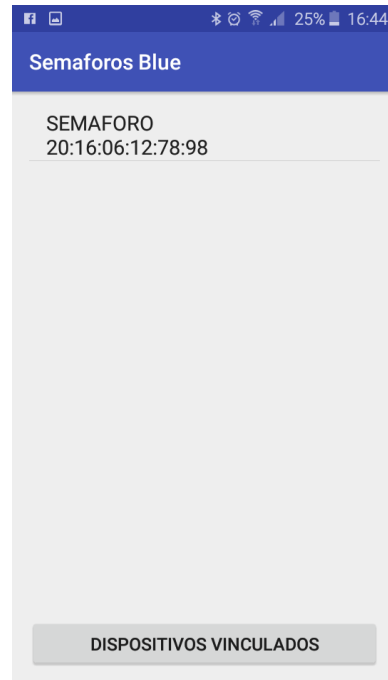 25% 16:44
Semaforos Blue
SEMAFORO
20:16:06:12:78:98
DISPOSITIVOS VINCULADOS